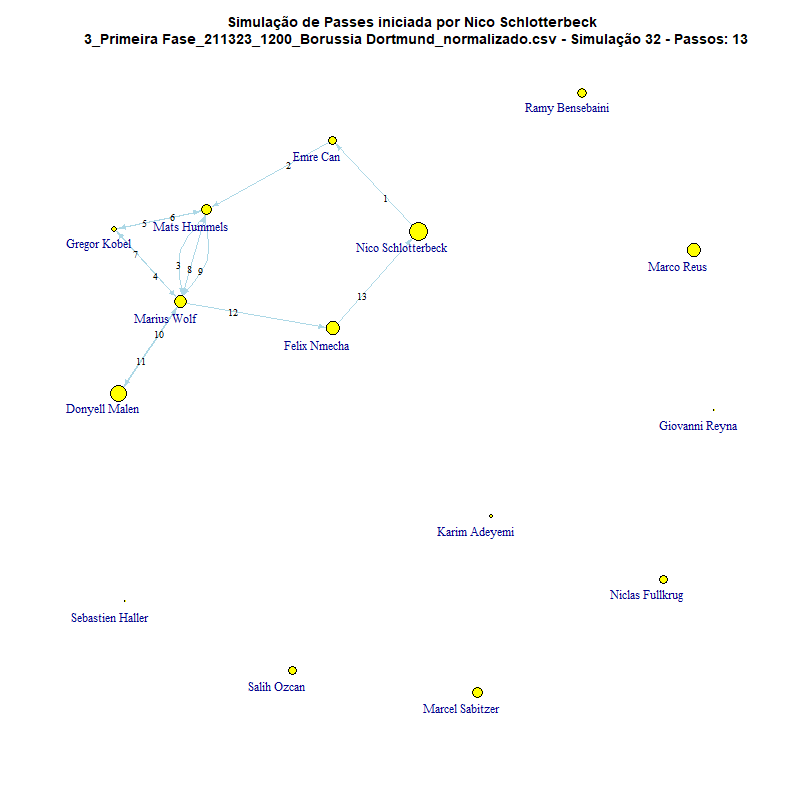 Simulação de Passes iniciada por Nico Schlotterbeck
3_Primeira Fase_211323_1200_Borussia Dortmund_normalizado.csv - Simulação 32 - Passos: 13
Ramy Bensebaini
Emre Can
2
1
5
6
Mats Hummels
Gregor Kobel
Nico Schlotterbeck
7
3
8
9
4
Marco Reus
13
12
Marius Wolf
10
Felix Nmecha
11
Donyell Malen
Giovanni Reyna
Karim Adeyemi
Niclas Fullkrug
Sebastien Haller
Salih Ozcan
Marcel Sabitzer